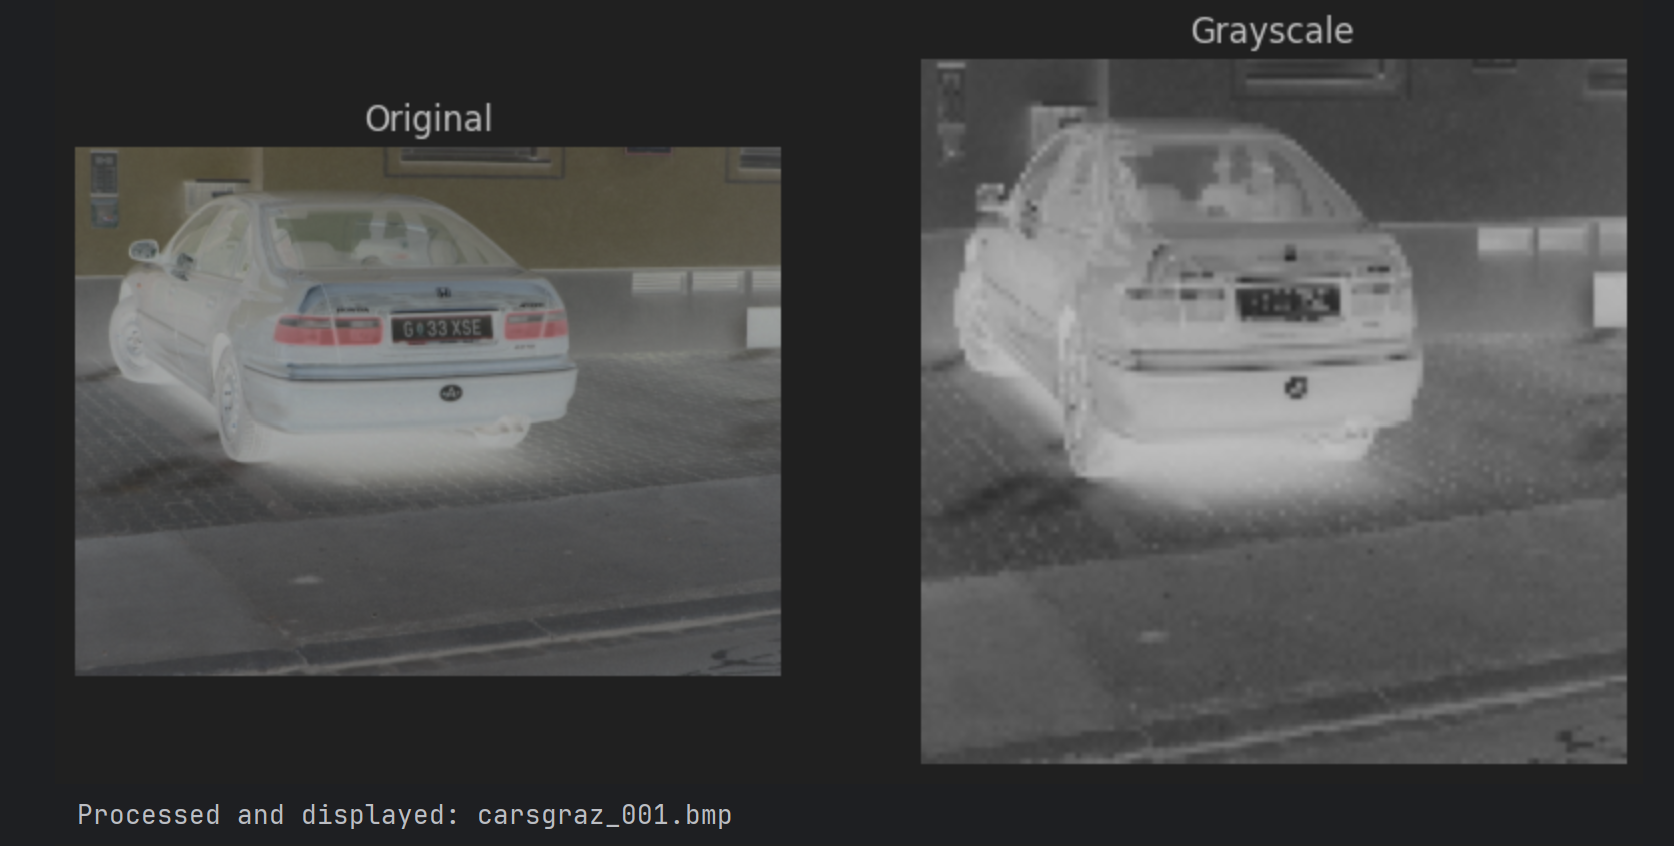 Grayscale
Original
G 33 XSE
Processed and displayed: carsgraz_001.bmp